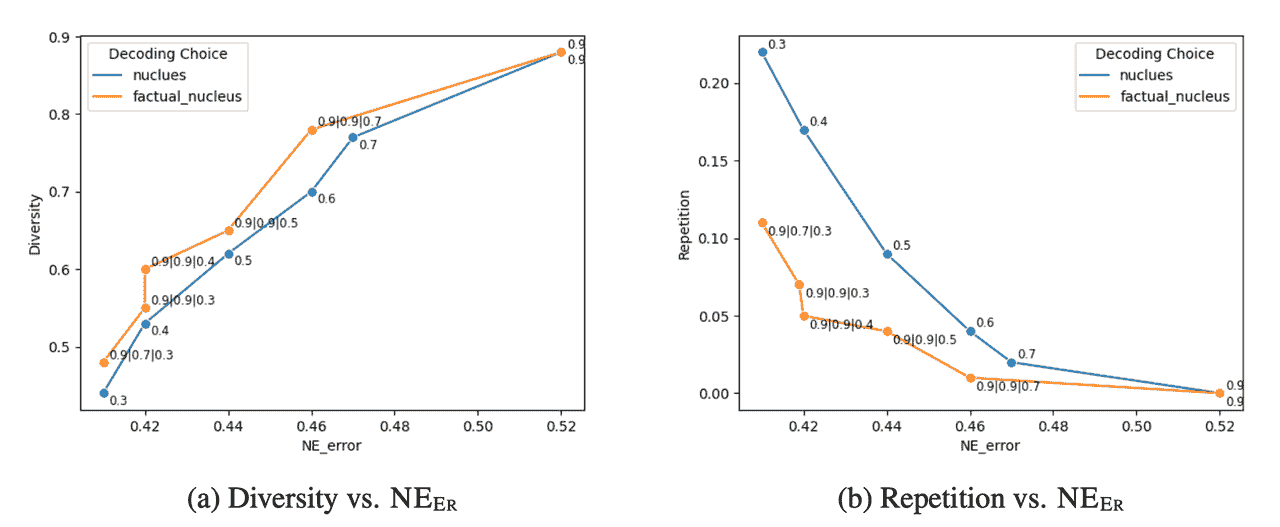 Decoding Choice
nuclues
factual_nucleus
0.9
0.9
0.9|0.9|0.7
0.7
0.6
0.9|0.9|0.5
0.5
0.9|0.9|0.4
0.9|0.9|0.3
0.4
0.9|0.7|0.3
0.3
0.9
0.8
0.7
0.6
0.5
Diversity
0.42 0.44 0.46 0.48 0.50 0.52
NE_error
(a) Diversity vs. NEER
Decoding Choice
nuclues
factual_nucleus
0.3
0.4
0.9|0.7|0.3
0.5
0.9|0.9|0.3
0.9|0.9|0.4
0.6
0.9|0.9|0.5
0.7
0.9|0.9|0.7
0.9
0.9
0.20
0.15
0.10
0.05
0.00
Repetition
0.42 0.44 0.46 0.48 0.50 0.52
NE_error
(b) Repetition vs. NEER